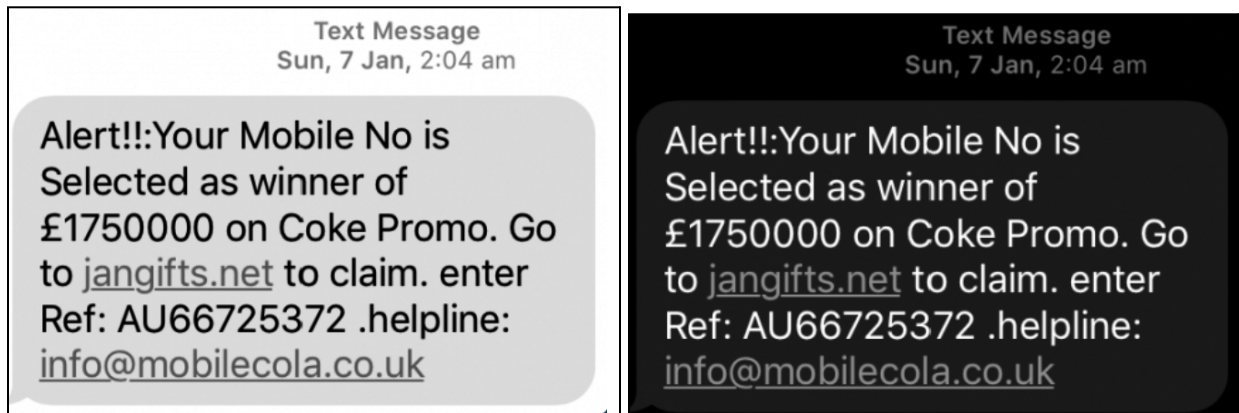 Text Message
Sun, 7 Jan, 2:04 am
Alert!!:Your Mobile No is
Selected as winner of
£1750000 on Coke Promo. Go
to jangifts.net to claim. enter
Ref: AU66725372 .helpline:
info@mobilecola.co.uk
Text Message
Sun, 7 Jan, 2:04 am
Alert!!:Your Mobile No is
Selected as winner of
£1750000 on Coke Promo. Go
to jangifts.net to claim. enter
Ref: AU66725372 .helpline:
info@mobilecola.co.uk